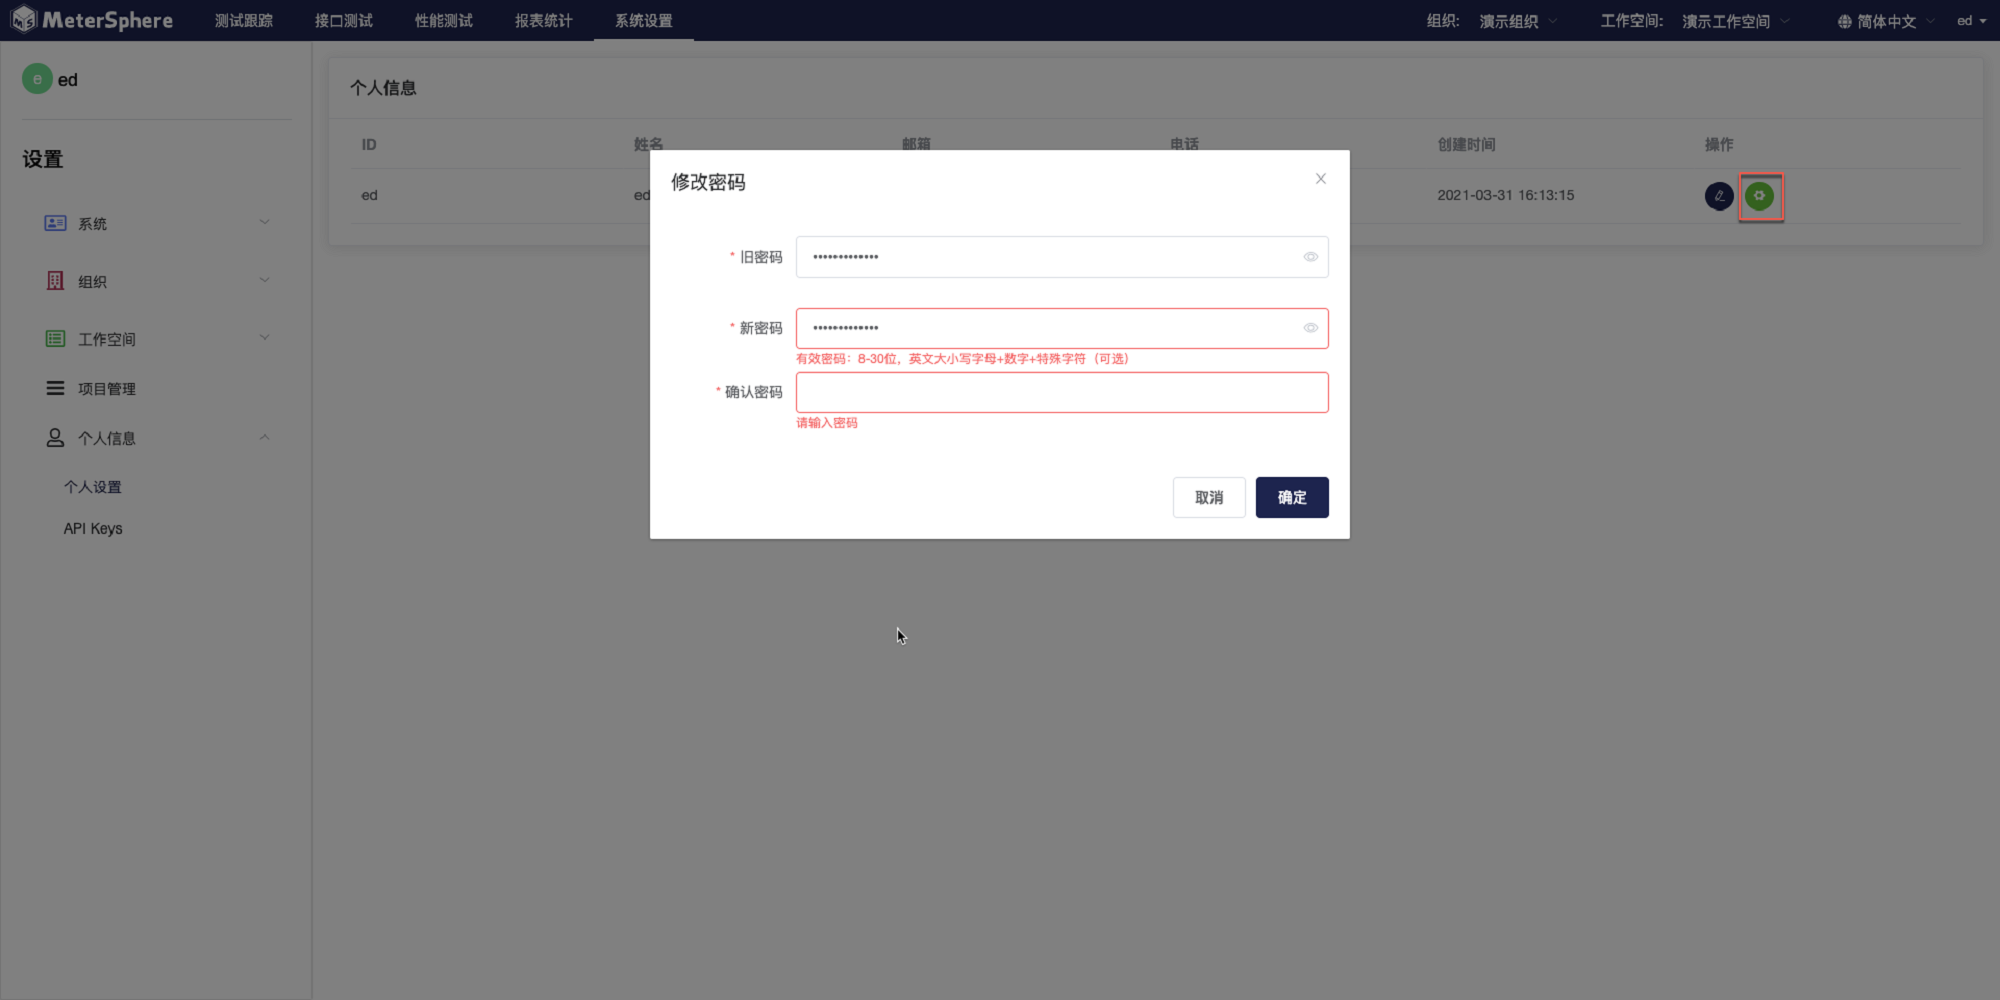 MeterSphere 测试跟踪 接口测试 性能测试 报表统计 系统设置 组织: 演示组织 工作空间: 演示工作空间 简体中文 ed
e ed
个人信息
设置
ID 姓名 邮箱 电话 创建时间 操作
ed ed 2021-03-31 16:13:15
系统
组织
工作空间
项目管理
个人信息
个人设置
API Keys
修改密码
* 旧密码 •••••••••••••
* 新密码 •••••••••••••
有效密码：8-30位，英文大小写字母+数字+特殊字符（可选）
* 确认密码
请输入密码
取消 确定